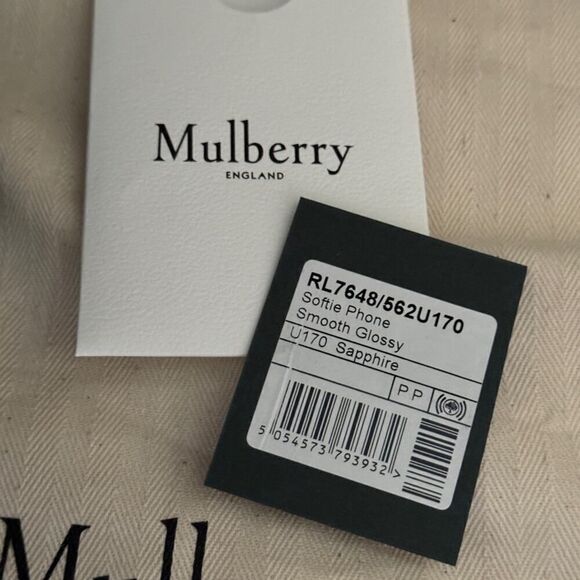 Mulberry
ENGLAND
RL7648/562U170
Softie Phone
Smooth Glossy
U170 Sapphire
PP
5 054573 793932 >